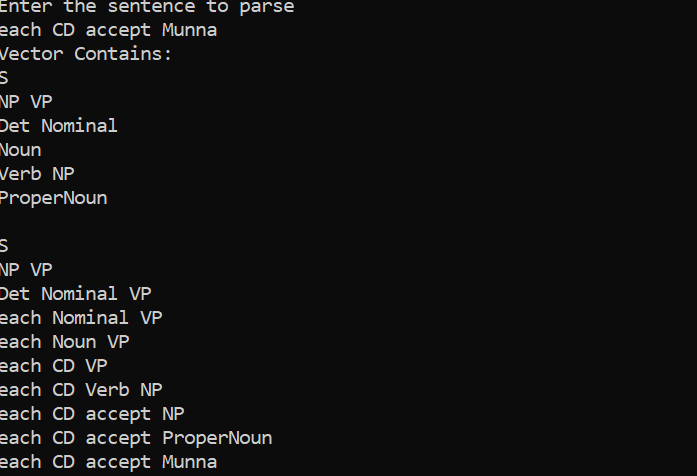 Enter the sentence to parse
each CD accept Munna
Vector Contains:
S
NP VP
Det Nominal
Noun
Verb NP
ProperNoun

S
NP VP
Det Nominal VP
each Nominal VP
each Noun VP
each CD VP
each CD Verb NP
each CD accept NP
each CD accept ProperNoun
each CD accept Munna